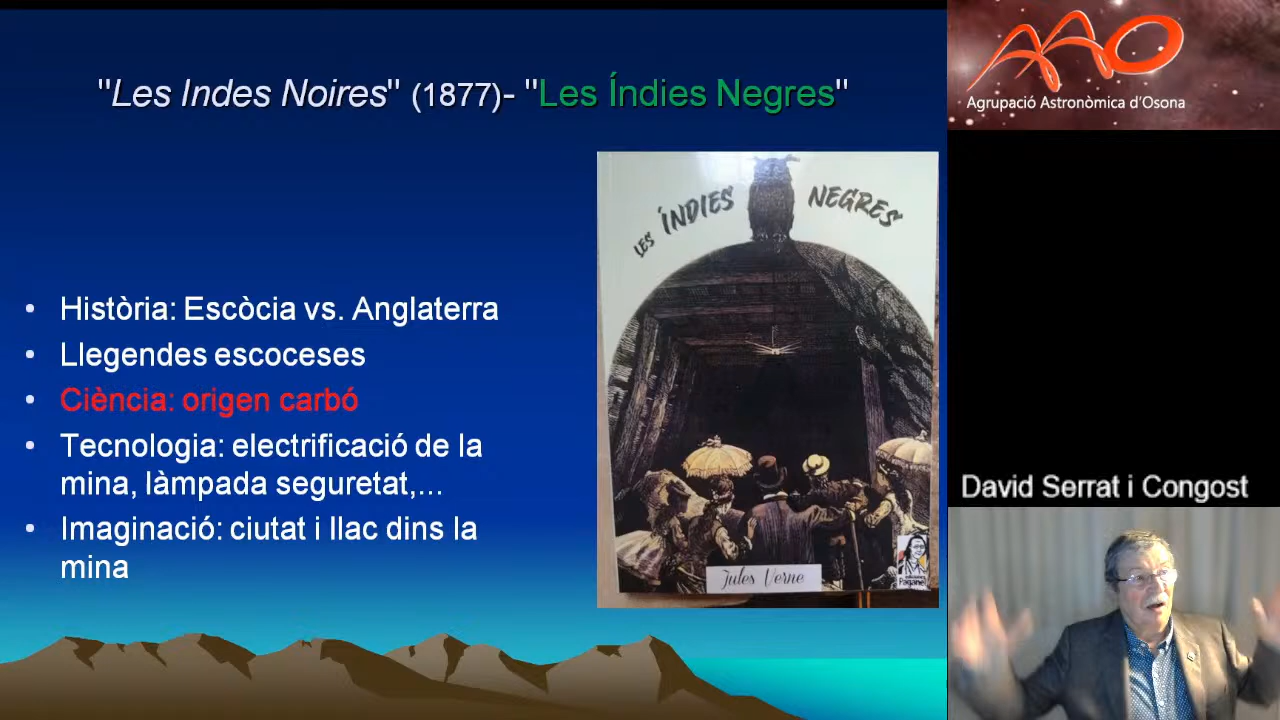 "Les Indes Noires" (1877)- "Les Índies Negres"
LES ÍNDIES NEGRES
Jules Verne
Paganel
• Història: Escòcia vs. Anglaterra
• Llegendes escoceses
• Ciència: origen carbó
• Tecnologia: electrificació de la
mina, làmpada seguretat,...
• Imaginació: ciutat i llac dins la
mina
AAO
Agrupació Astronòmica d'Osona
David Serrat i Congost